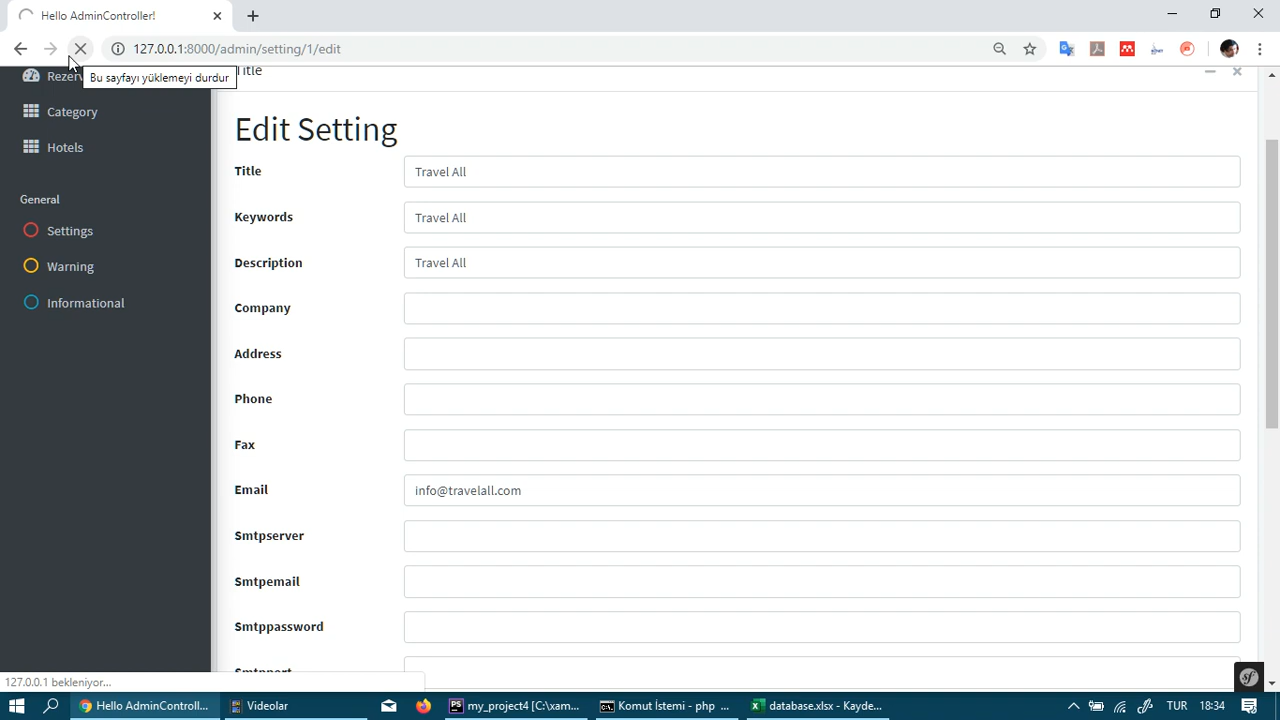 Hello AdminController!
127.0.0.1:8000/admin/setting/1/edit
Bu sayfayı yüklemeyi durdur
Title
Category
Hotels
General
Settings
Warning
Informational
Edit Setting
Title Travel All
Keywords Travel All
Description Travel All
Company
Address
Phone
Fax
Email info@travelall.com
Smtpserver
Smtpemail
Smtppassword
Smtpport
127.0.0.1 bekleniyor...
sf
Hello AdminControll...
Videolar
my_project4 [C:\xam...
Komut İstemi - php ...
database.xlsx - Kayde...
TUR
18:34